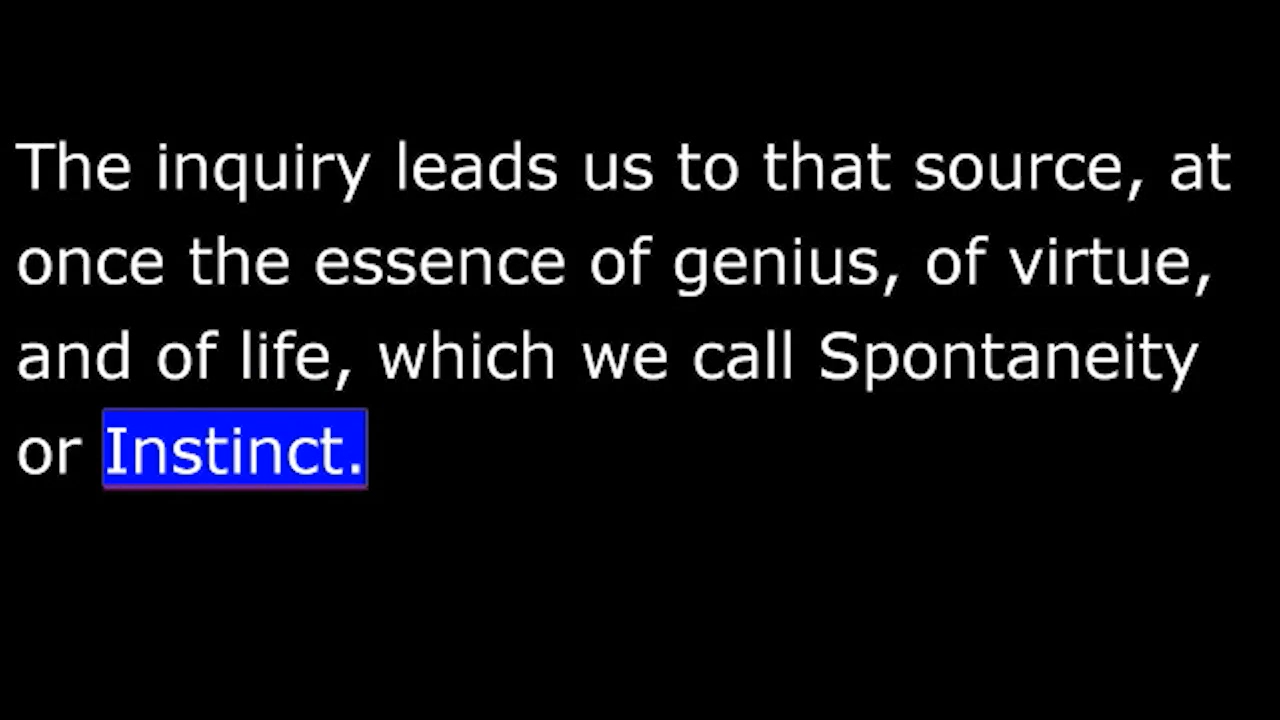 The inquiry leads us to that source, at
once the essence of genius, of virtue,
and of life, which we call Spontaneity
or Instinct.